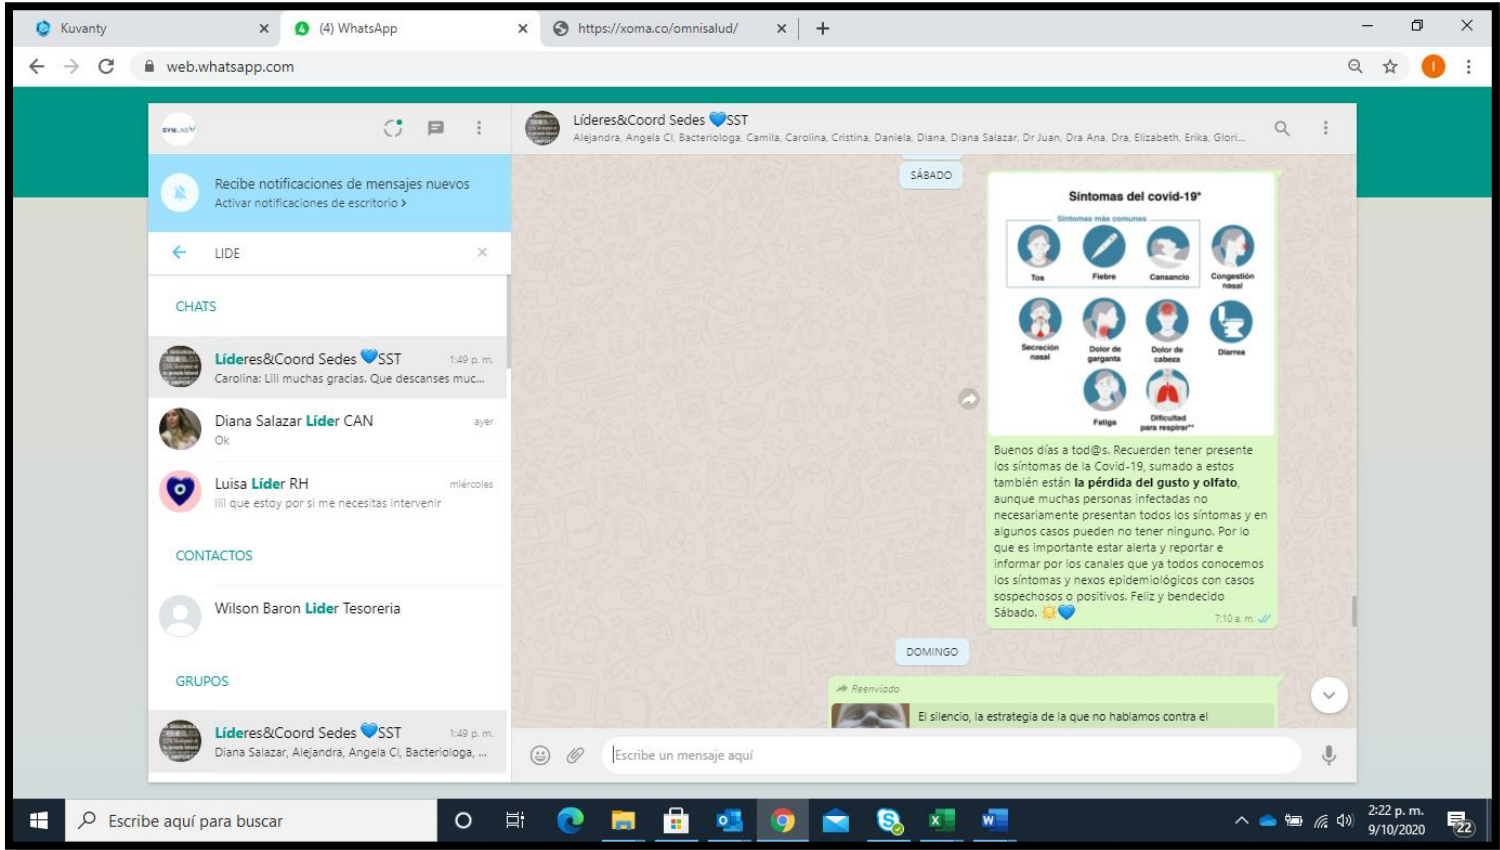 Kuvanty
(4) WhatsApp
https://xoma.co/omnisalud/
web.whatsapp.com
I
SYNLAB
Recibe notificaciones de mensajes nuevos
Activar notificaciones de escritorio >
LIDE
CHATS
Líderes&Coord Sedes 💙SST
1:49 p. m.
Carolina: Lili muchas gracias. Que descanses muc...
Diana Salazar Líder CAN
ayer
Ok
Luisa Líder RH
miércoles
liii que estoy por si me necesitas intervenir
CONTACTOS
Wilson Baron Lider Tesoreria
GRUPOS
Líderes&Coord Sedes 💙SST
1:49 p. m.
Diana Salazar, Alejandra, Angela Cl, Bacteriologa, ...
Líderes&Coord Sedes 💙SST
Alejandra, Angela Cl, Bacteriologa, Camila, Carolina, Cristina, Daniela, Diana, Diana Salazar, Dr Juan, Dra Ana, Dra, Elizabeth, Erika, Glori...
SÁBADO
Síntomas del covid-19*
Síntomas más comunes
Tos
Fiebre
Cansancio
Congestión
nasal
Secreción
nasal
Dolor de
garganta
Dolor de
cabeza
Diarrea
Fatiga
Dificultad
para respirar**
Buenos días a tod@s. Recuerden tener presente
los síntomas de la Covid-19, sumado a estos
también están la pérdida del gusto y olfato,
aunque muchas personas infectadas no
necesariamente presentan todos los síntomas y en
algunos casos pueden no tener ninguno. Por lo
que es importante estar alerta y reportar e
informar por los canales que ya todos conocemos
los síntomas y nexos epidemiológicos con casos
sospechosos o positivos. Feliz y bendecido
Sábado. 🌞💙
7:10 a. m.
DOMINGO
Reenviado
El silencio, la estrategia de la que no hablamos contra el
Escribe un mensaje aquí
Escribe aquí para buscar
2:22 p. m.
9/10/2020
22